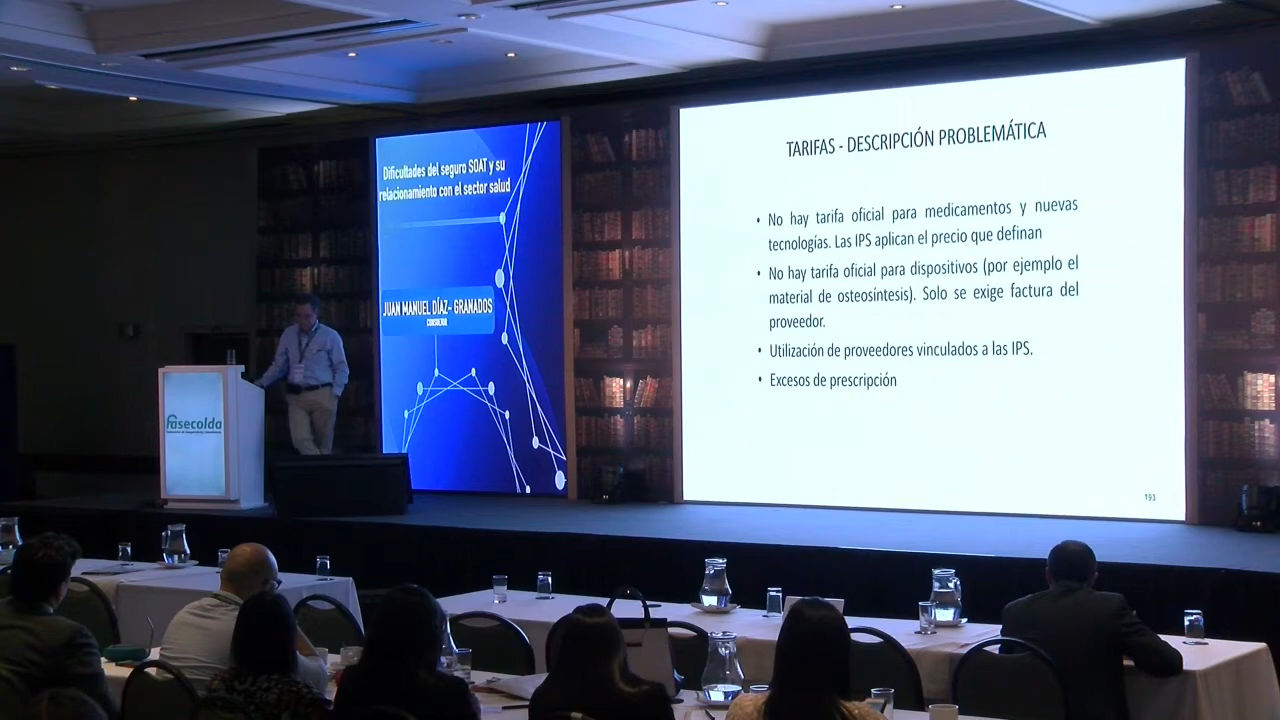 Dificultades del seguro SOAT y su
relacionamiento con el sector salud
JUAN MANUEL DÍAZ- GRANADOS
CONSULTOR
fasecolda
TARIFAS - DESCRIPCIÓN PROBLEMÁTICA
• No hay tarifa oficial para medicamentos y nuevas
tecnologías. Las IPS aplican el precio que definan
• No hay tarifa oficial para dispositivos (por ejemplo el
material de osteosíntesis). Solo se exige factura del
proveedor.
• Utilización de proveedores vinculados a las IPS.
• Excesos de prescripción
193